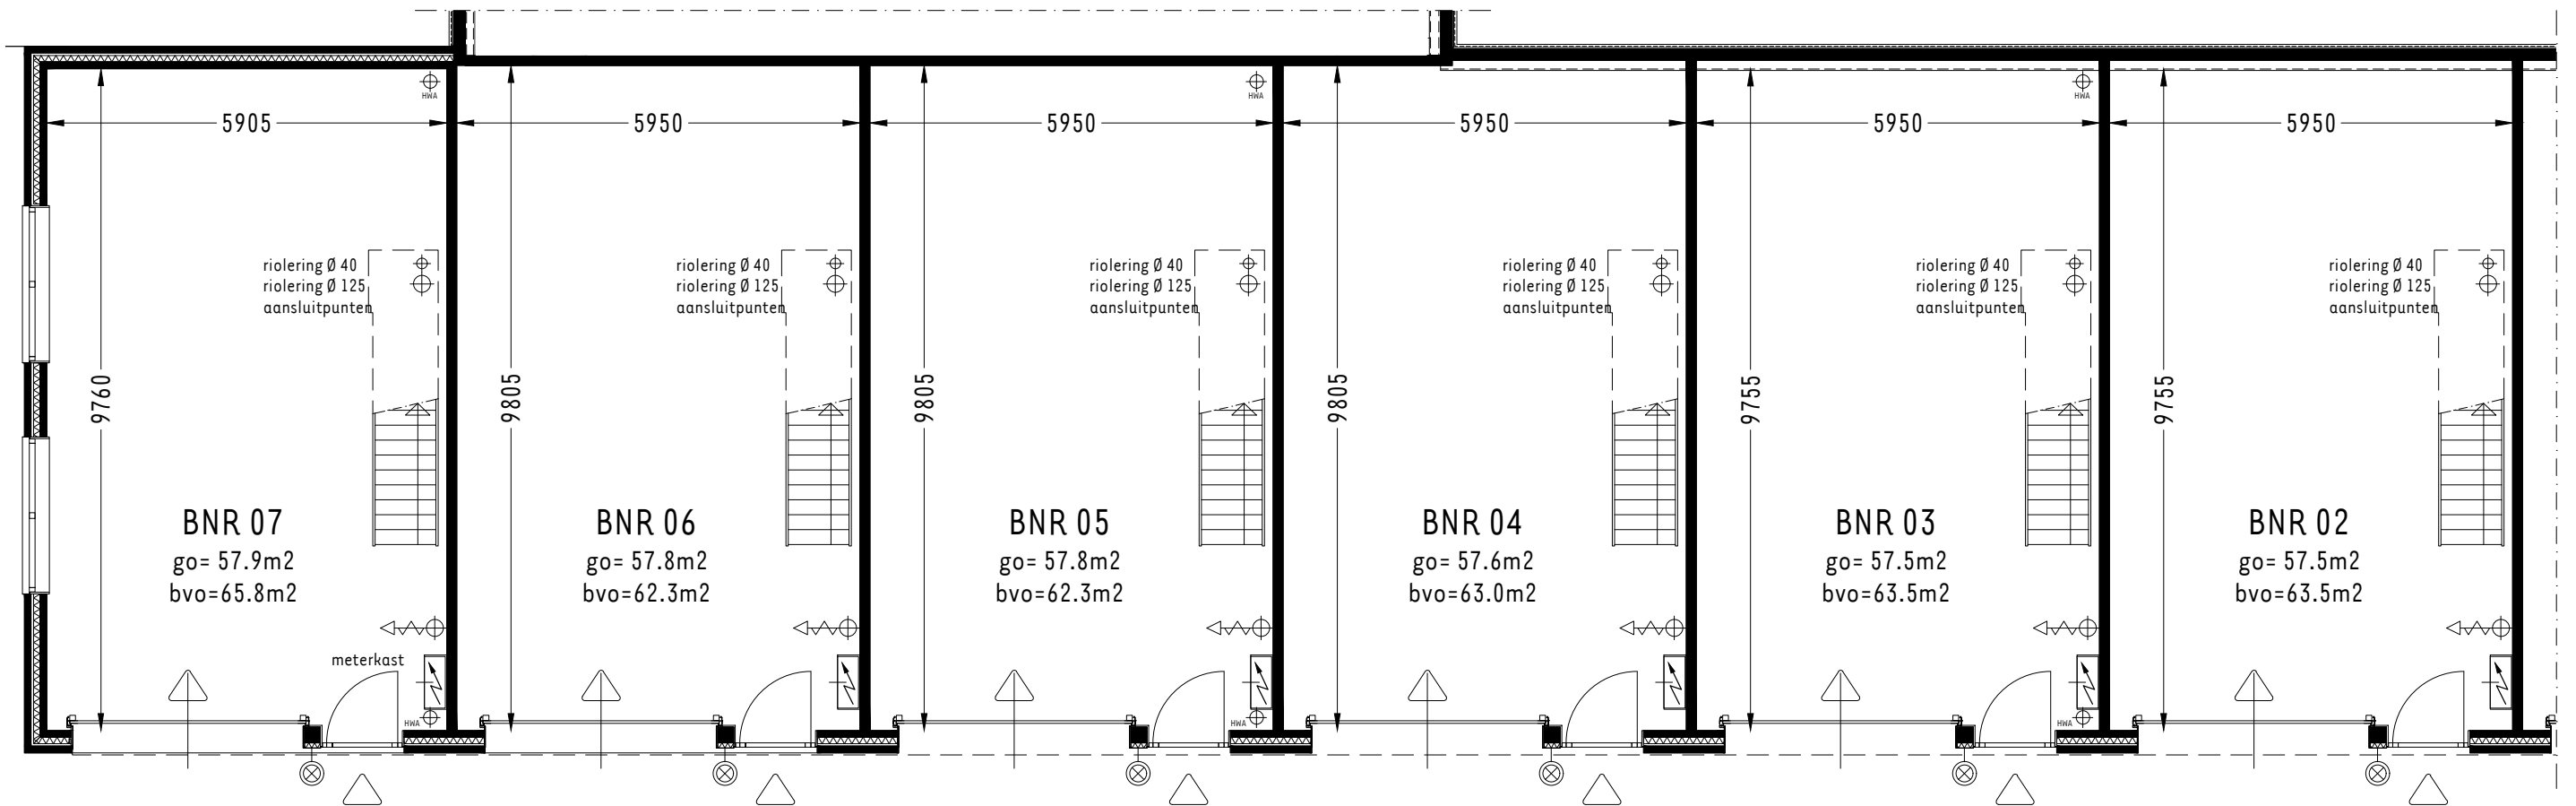 HWA
HWA
HWA
5905
5950
5950
5950
5950
5950
riolering Ø 40
riolering Ø 125
aansluitpunten
riolering Ø 40
riolering Ø 125
aansluitpunten
riolering Ø 40
riolering Ø 125
aansluitpunten
riolering Ø 40
riolering Ø 125
aansluitpunten
riolering Ø 40
riolering Ø 125
aansluitpunten
riolering Ø 40
riolering Ø 125
aansluitpunten
9760
9805
9805
9805
9755
9755
BNR 07
go= 57.9m2
bvo=65.8m2
BNR 06
go= 57.8m2
bvo=62.3m2
BNR 05
go= 57.8m2
bvo=62.3m2
BNR 04
go= 57.6m2
bvo=63.0m2
BNR 03
go= 57.5m2
bvo=63.5m2
BNR 02
go= 57.5m2
bvo=63.5m2
meterkast
HWA
HWA
HWA